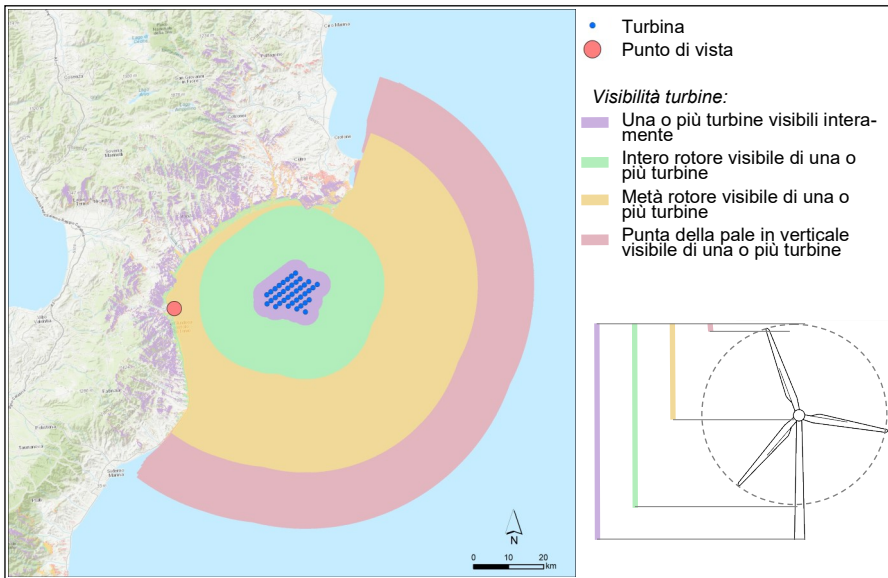 Turbina
Punto di vista
Visibilità turbine:
Una o più turbine visibili intera-
mente
Intero rotore visibile di una o
più turbine
Metà rotore visibile di una o
più turbine
Punta della pale in verticale
visibile di una o più turbine
N
0 10 20
km